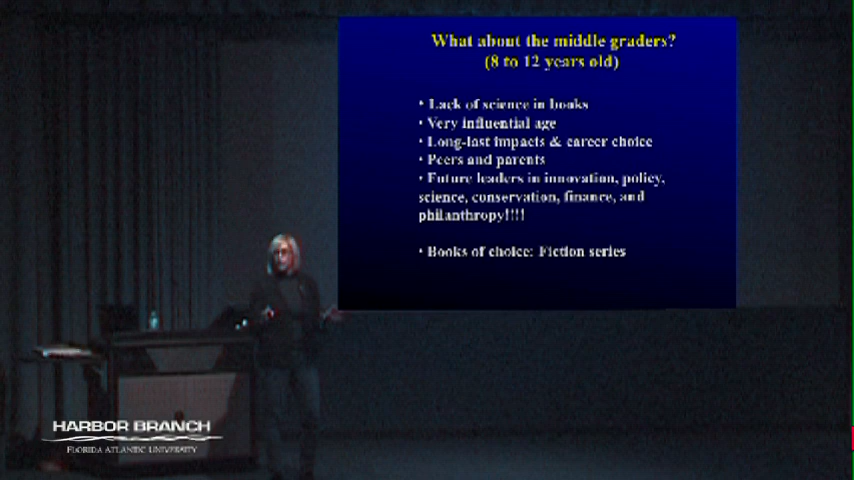 What about the middle graders?
(8 to 12 years old)
• Lack of science in books
• Very influential age
• Long-last impacts & career choice
• Peers and parents
• Future leaders in innovation, policy,
science, conservation, finance, and
philanthropy!!!!
• Books of choice: Fiction series
HARBOR BRANCH
FLORIDA ATLANTIC UNIVERSITY